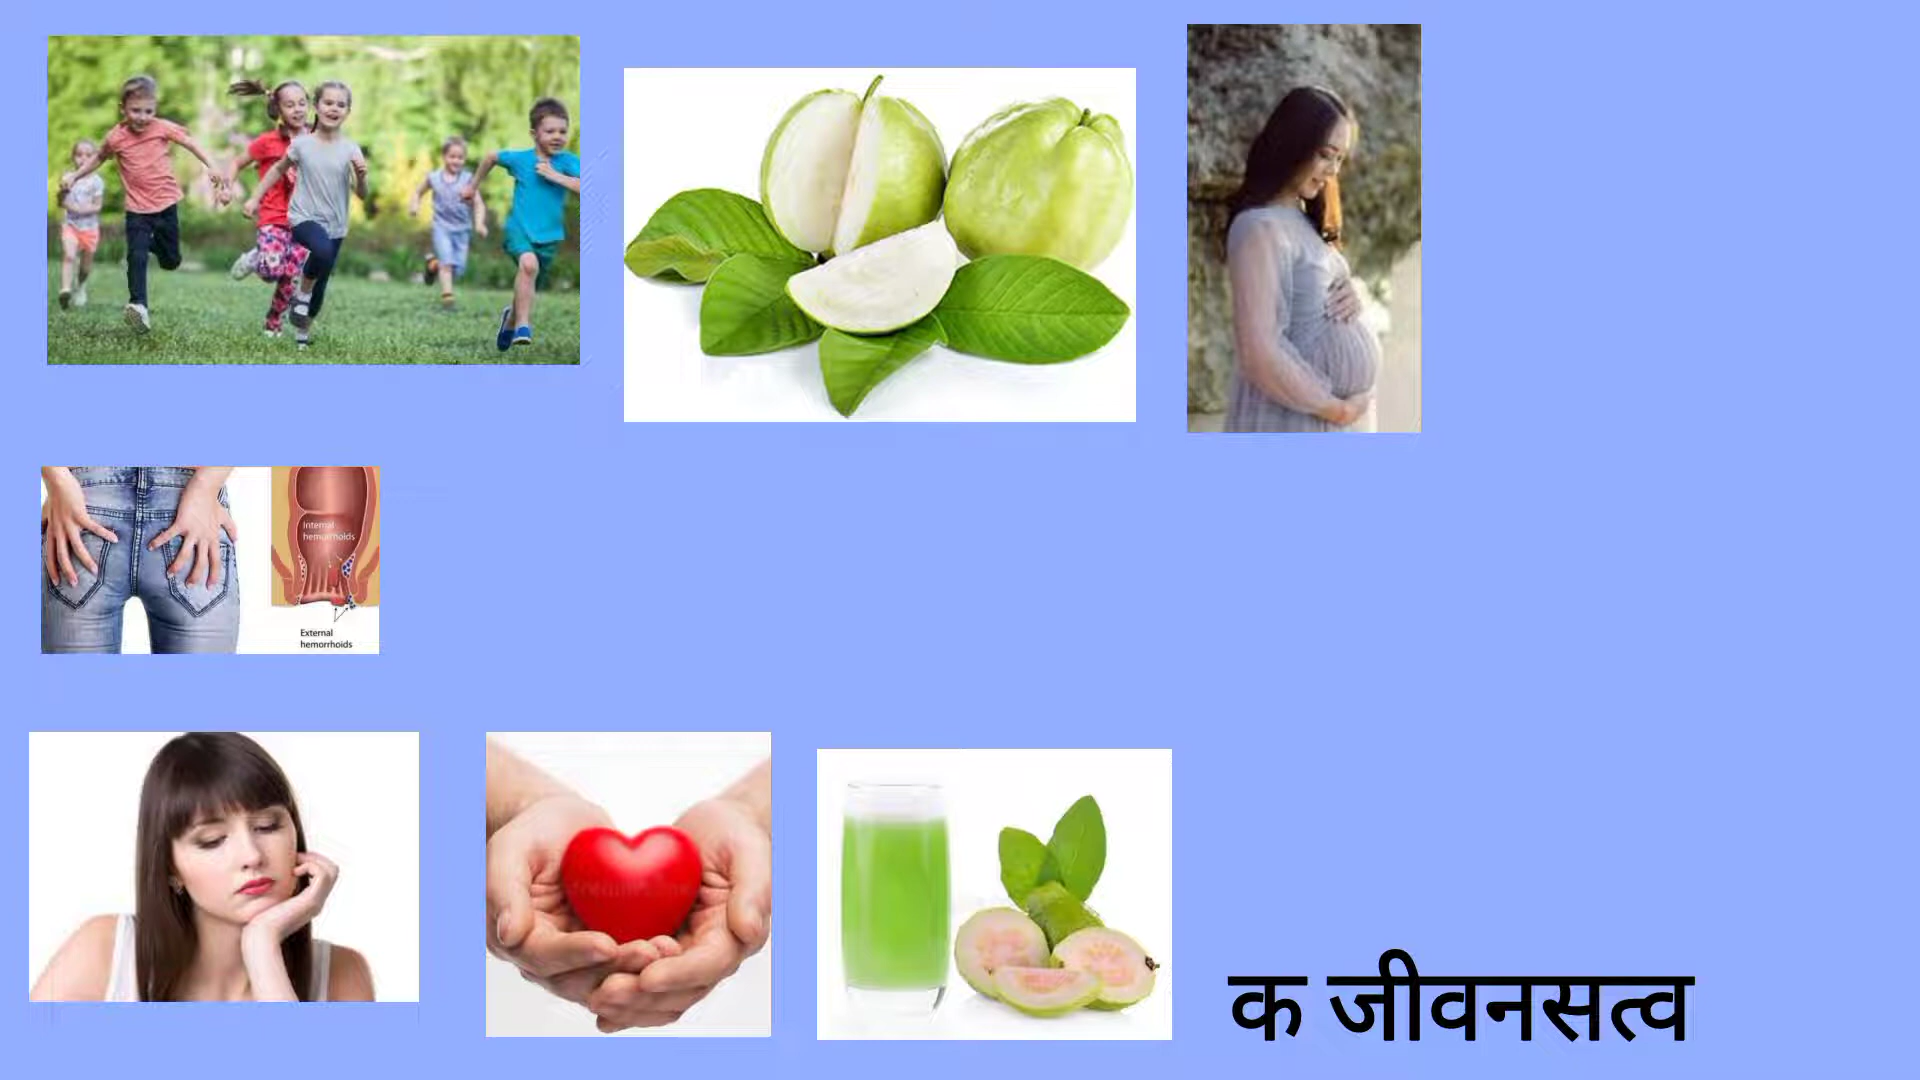 Internal
hemorrhoids
External
hemorrhoids
क जीवनसत्व